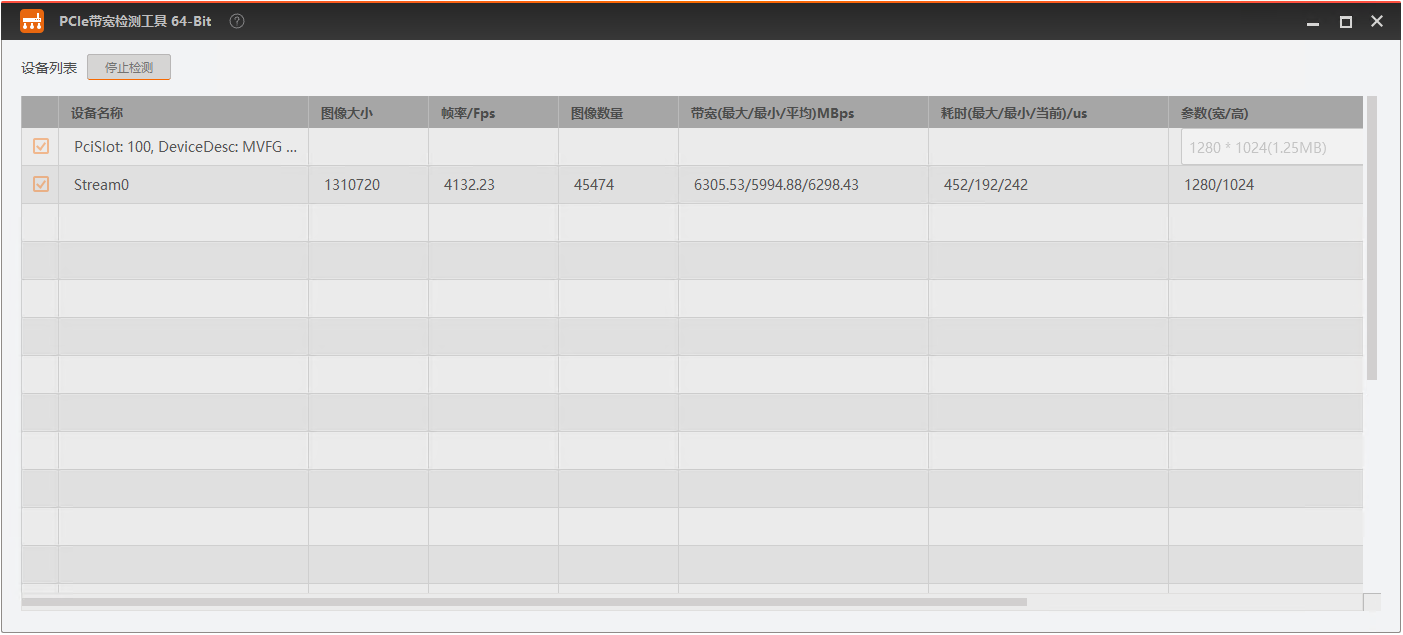 PCIe带宽检测工具 64-Bit ?
设备列表 停止检测
设备名称 图像大小 帧率/Fps 图像数量 带宽(最大/最小/平均)MBps 耗时(最大/最小/当前)/us 参数(宽/高)
PciSlot: 100, DeviceDesc: MVFG ... 1280 * 1024(1.25MB)
Stream0 1310720 4132.23 45474 6305.53/5994.88/6298.43 452/192/242 1280/1024